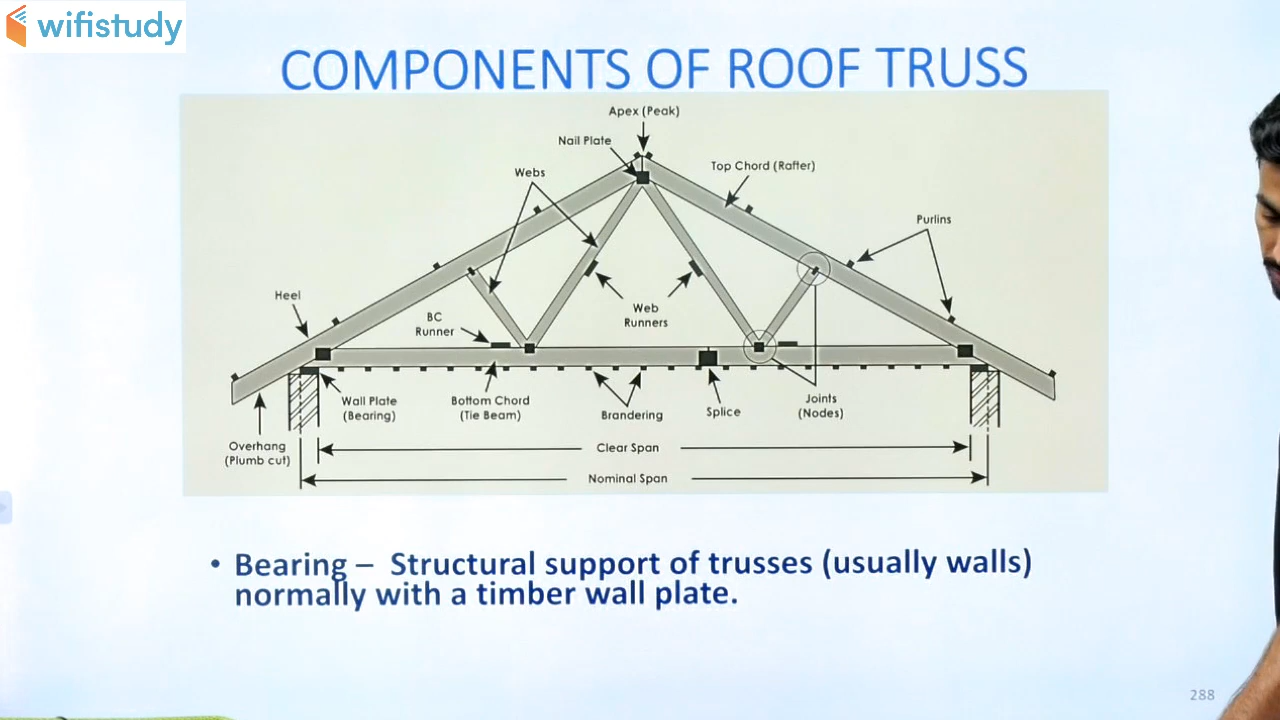 wifistudy
COMPONENTS OF ROOF TRUSS
Apex (Peak)
Nail Plate
Webs
Top Chord (Rafter)
Purlins
Heel
BC
Runner
Web
Runners
Wall Plate
(Bearing)
Bottom Chord
(Tie Beam)
Brandering
Splice
Joints
(Nodes)
Overhang
(Plumb cut)
Clear Span
Nominal Span
• Bearing – Structural support of trusses (usually walls)
normally with a timber wall plate.
288